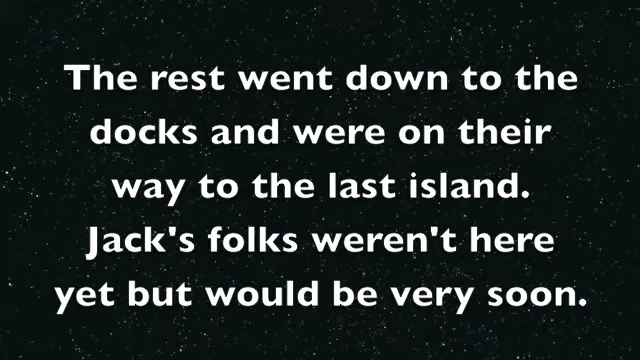 The rest went down to the
docks and were on their
way to the last island.
Jack's folks weren't here
yet but would be very soon.